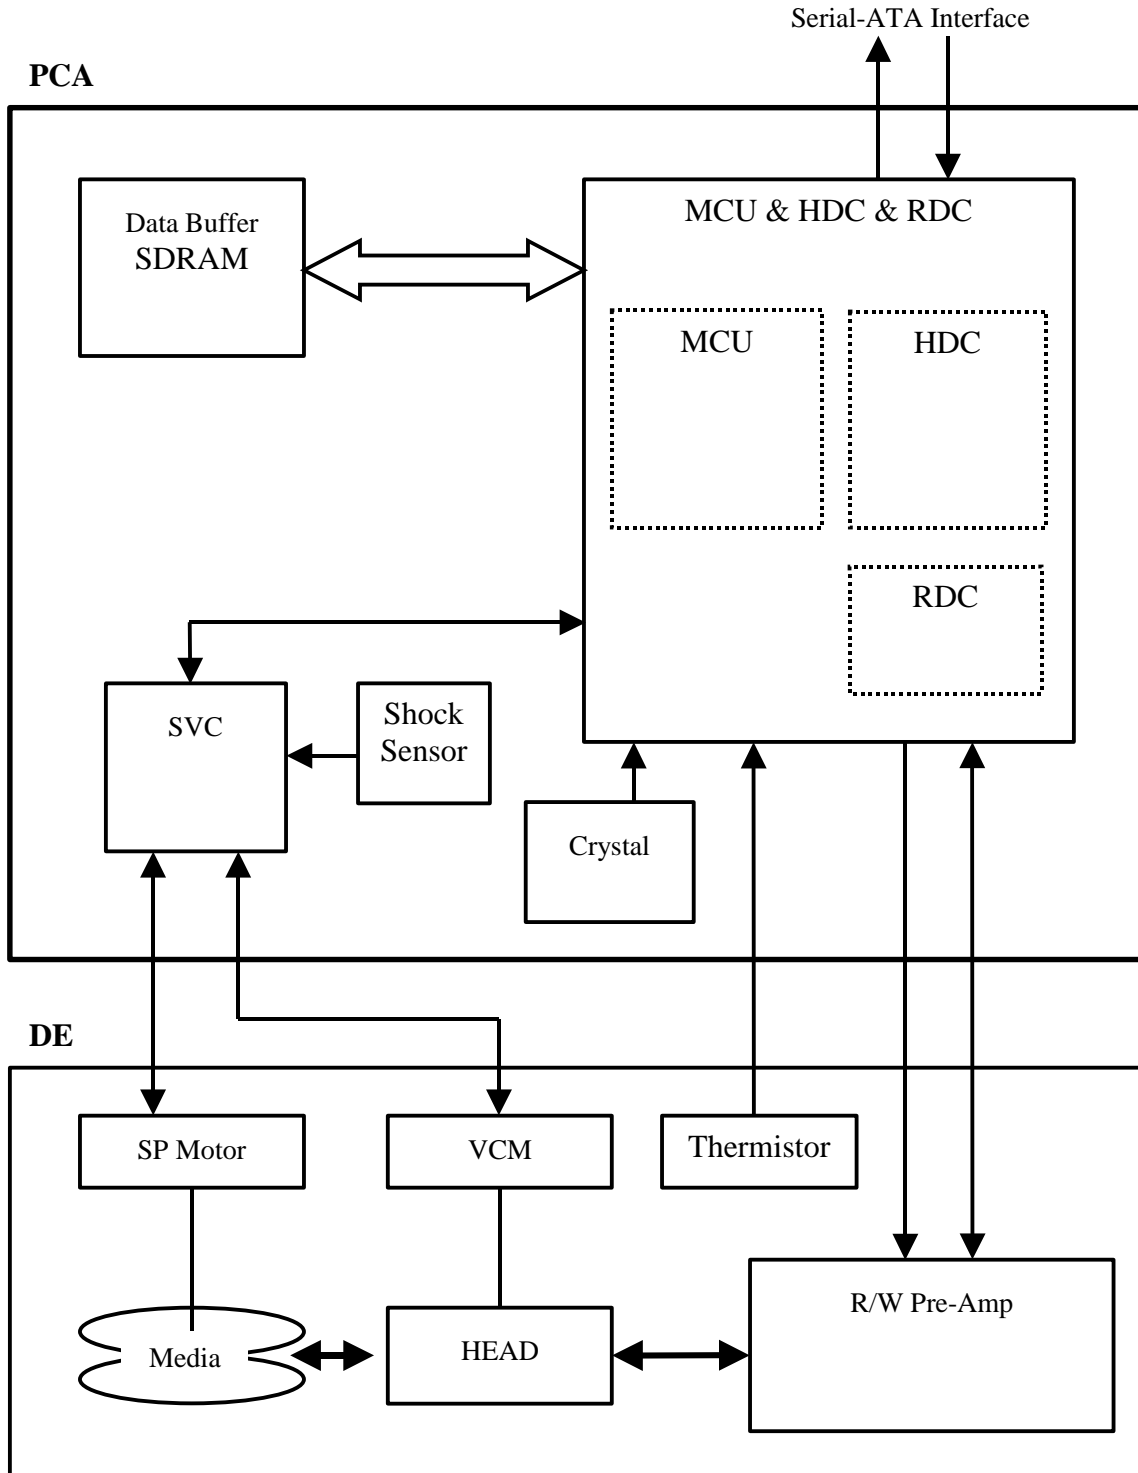 Serial-ATA Interface
PCA
Data Buffer
SDRAM
MCU & HDC & RDC
MCU
HDC
RDC
SVC
Shock
Sensor
Crystal
DE
SP Motor
VCM
Thermistor
R/W Pre-Amp
Media
HEAD